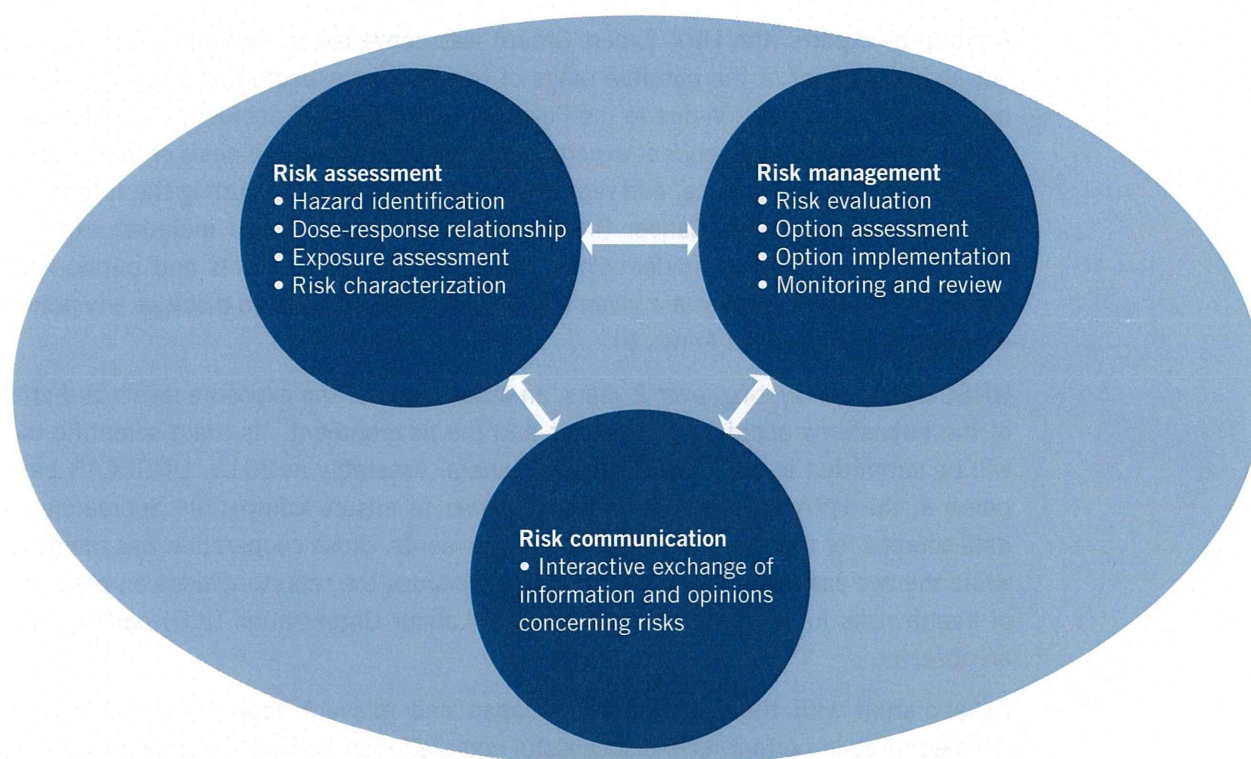 Risk assessment
• Hazard identification
• Dose-response relationship
• Exposure assessment
• Risk characterization
Risk management
• Risk evaluation
• Option assessment
• Option implementation
• Monitoring and review
Risk communication
• Interactive exchange of
information and opinions
concerning risks